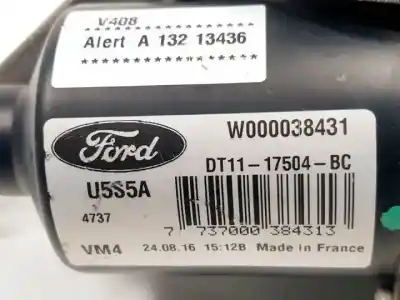 V408
Alert A 132 13436
Ford
W000038431
DT11-17504-BC
U5S5A
4737
7 737000 384313
VM4 24.08.16 15:12B Made in France